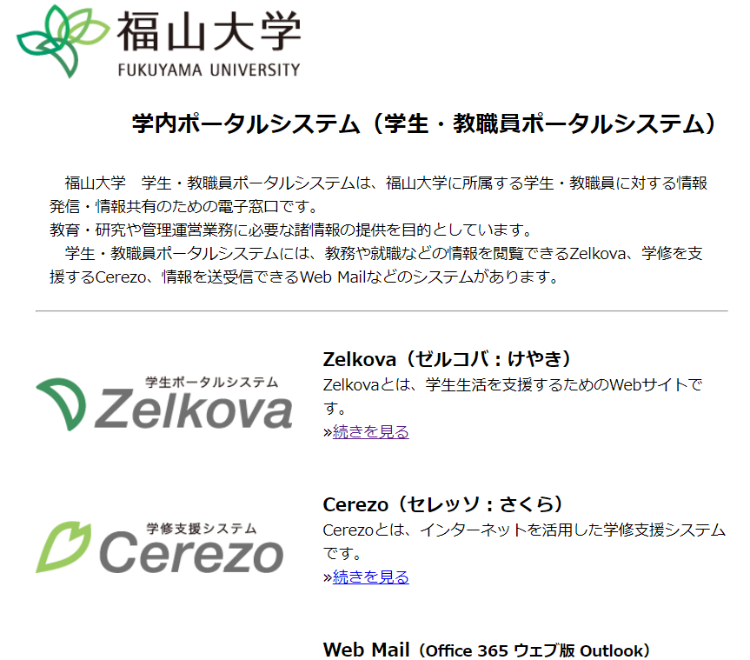 福山大学
FUKUYAMA UNIVERSITY
学内ポータルシステム（学生・教職員ポータルシステム）
福山大学　学生・教職員ポータルシステムは、福山大学に所属する学生・教職員に対する情報
発信・情報共有のための電子窓口です。
教育・研究や管理運営業務に必要な諸情報の提供を目的としています。
学生・教職員ポータルシステムには、教務や就職などの情報を閲覧できるZelkova、学修を支
援するCerezo、情報を送受信できるWeb Mailなどのシステムがあります。
学生ポータルシステム
Zelkova
Zelkova（ゼルコバ：けやき）
Zelkovaとは、学生生活を支援するためのWebサイトで
す。
»続きを見る
学修支援システム
Cerezo
Cerezo（セレッソ：さくら）
Cerezoとは、インターネットを活用した学修支援システム
です。
»続きを見る
Web Mail（Office 365 ウェブ版 Outlook）